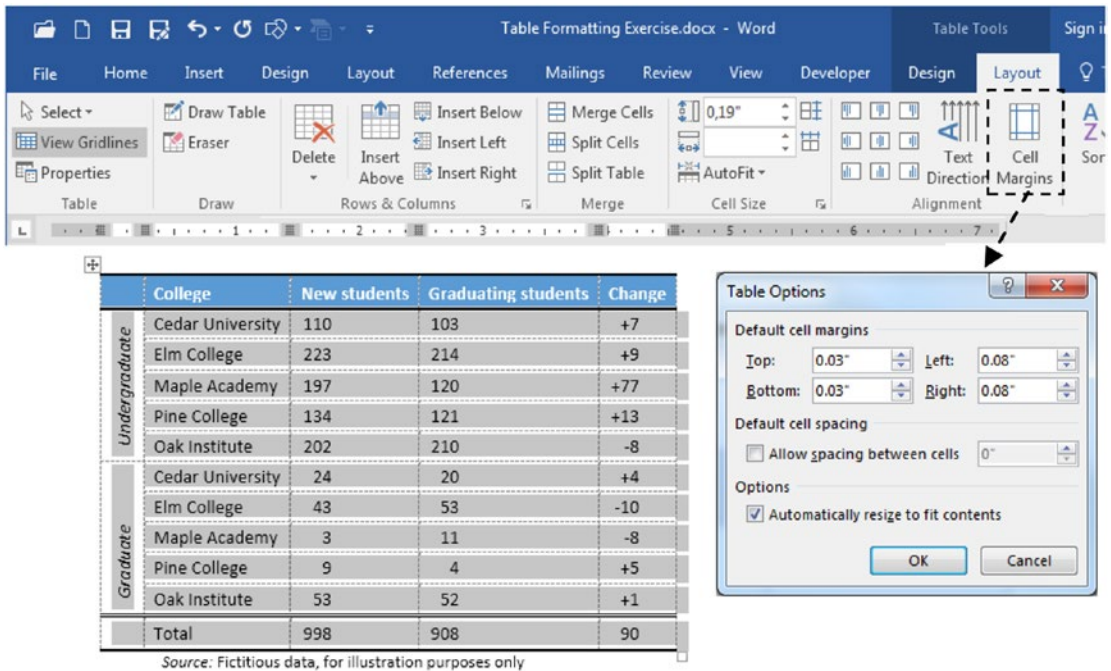 Table Formatting Exercise.docx - Word Table Tools Sign i
File Home Insert Design Layout References Mailings Review View Developer Design Layout
Select Draw Table Insert Below Merge Cells 0,19"
View Gridlines Eraser Delete Insert Above Insert Left Split Cells Text Direction Cell Margins Sor
Properties Insert Right Split Table AutoFit
Table Draw Rows & Columns Merge Cell Size Alignment
L 1 2 3 5 6 7
College New students Graduating students Change
Undergraduate
Cedar University 110 103 +7
Elm College 223 214 +9
Maple Academy 197 120 +77
Pine College 134 121 +13
Oak Institute 202 210 -8
Graduate
Cedar University 24 20 +4
Elm College 43 53 -10
Maple Academy 3 11 -8
Pine College 9 4 +5
Oak Institute 53 52 +1
Total 998 908 90
Source: Fictitious data, for illustration purposes only
Table Options ? x
Default cell margins
Top: 0.03" Left: 0.08"
Bottom: 0.03" Right: 0.08"
Default cell spacing
Allow spacing between cells 0"
Options
Automatically resize to fit contents
OK Cancel